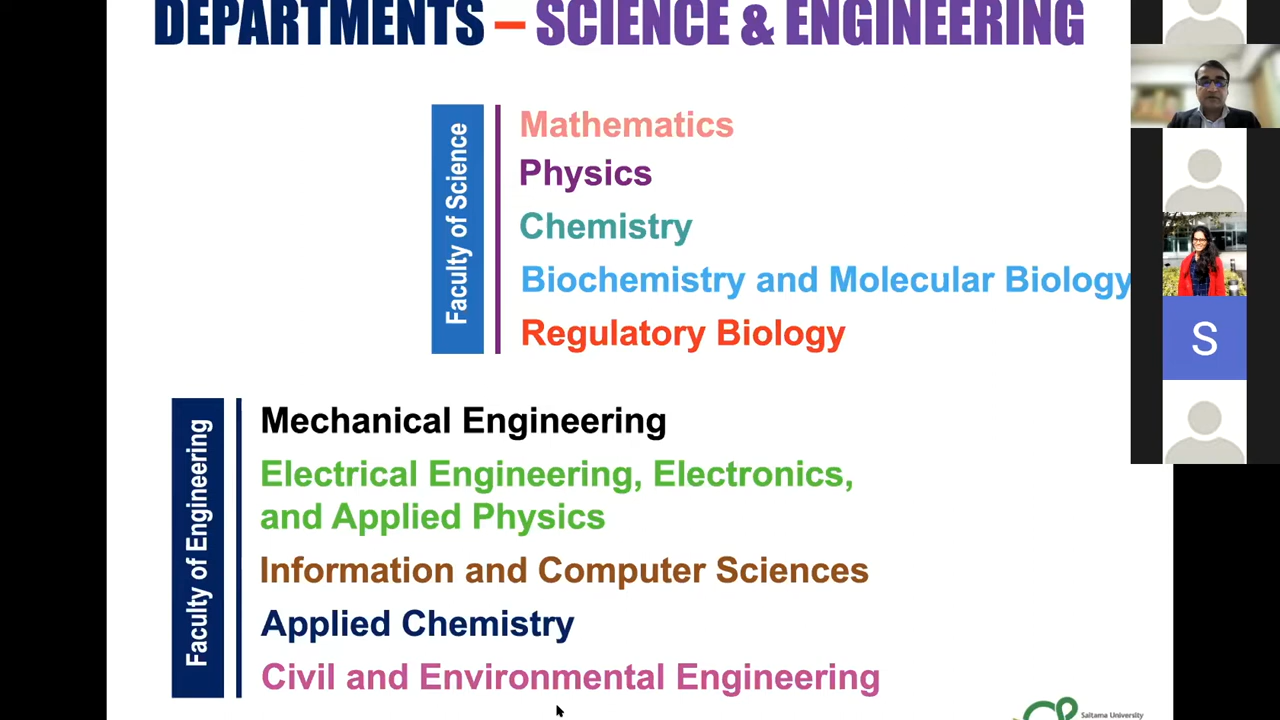 DEPARTMENTS – SCIENCE & ENGINEERING
Faculty of Science
Mathematics
Physics
Chemistry
Biochemistry and Molecular Biology
Regulatory Biology
S
Faculty of Engineering
Mechanical Engineering
Electrical Engineering, Electronics,
and Applied Physics
Information and Computer Sciences
Applied Chemistry
Civil and Environmental Engineering
Saitama University